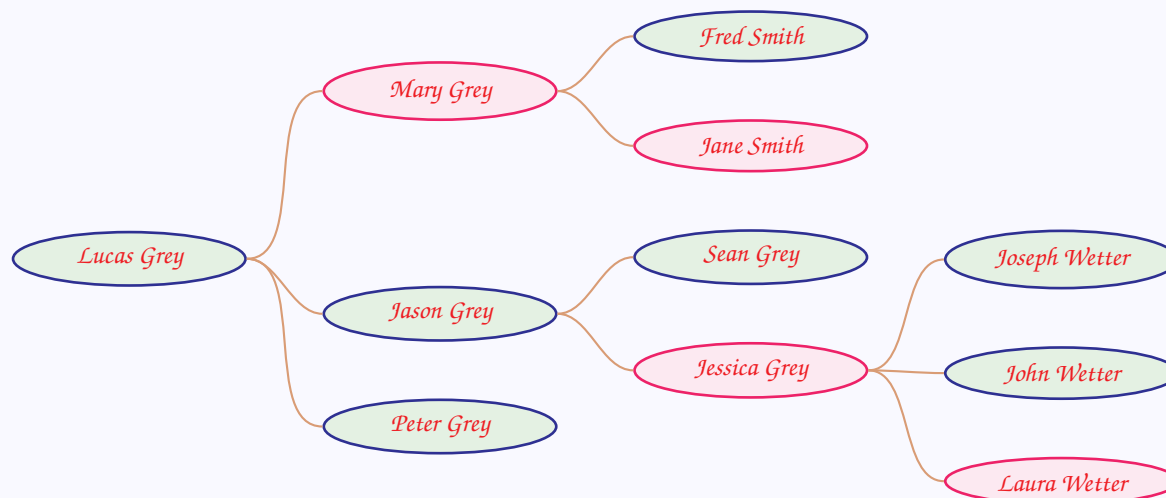 Fred Smith
Mary Grey
Jane Smith
Lucas Grey
Sean Grey
Joseph Wetter
Jason Grey
Jessica Grey
John Wetter
Peter Grey
Laura Wetter